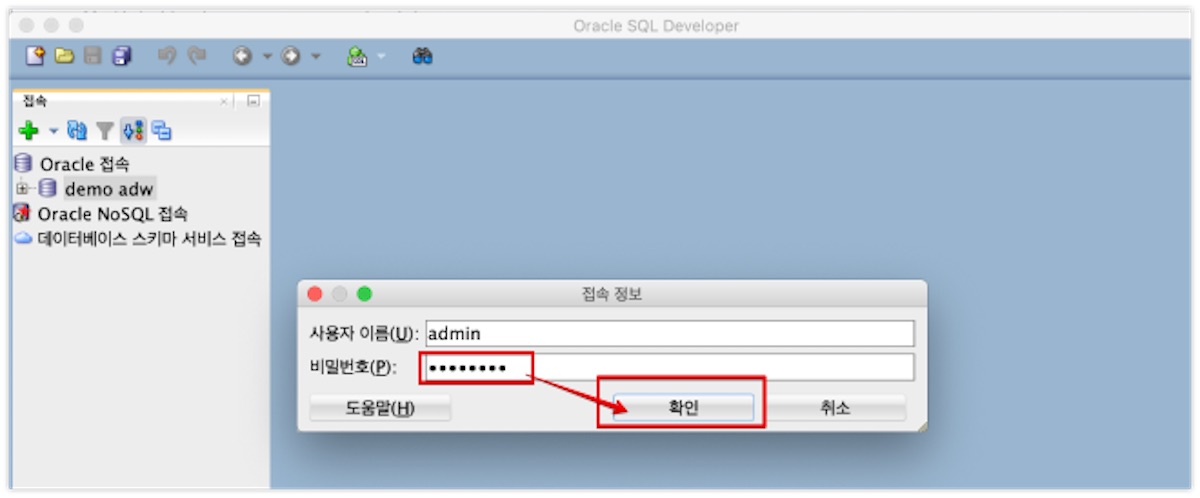 Oracle SQL Developer
접속
Oracle 접속
demo adw
Oracle NoSQL 접속
데이터베이스 스키마 서비스 접속
접속 정보
사용자 이름(U): admin
비밀번호(P): ••••••••
도움말(H) 확인 취소